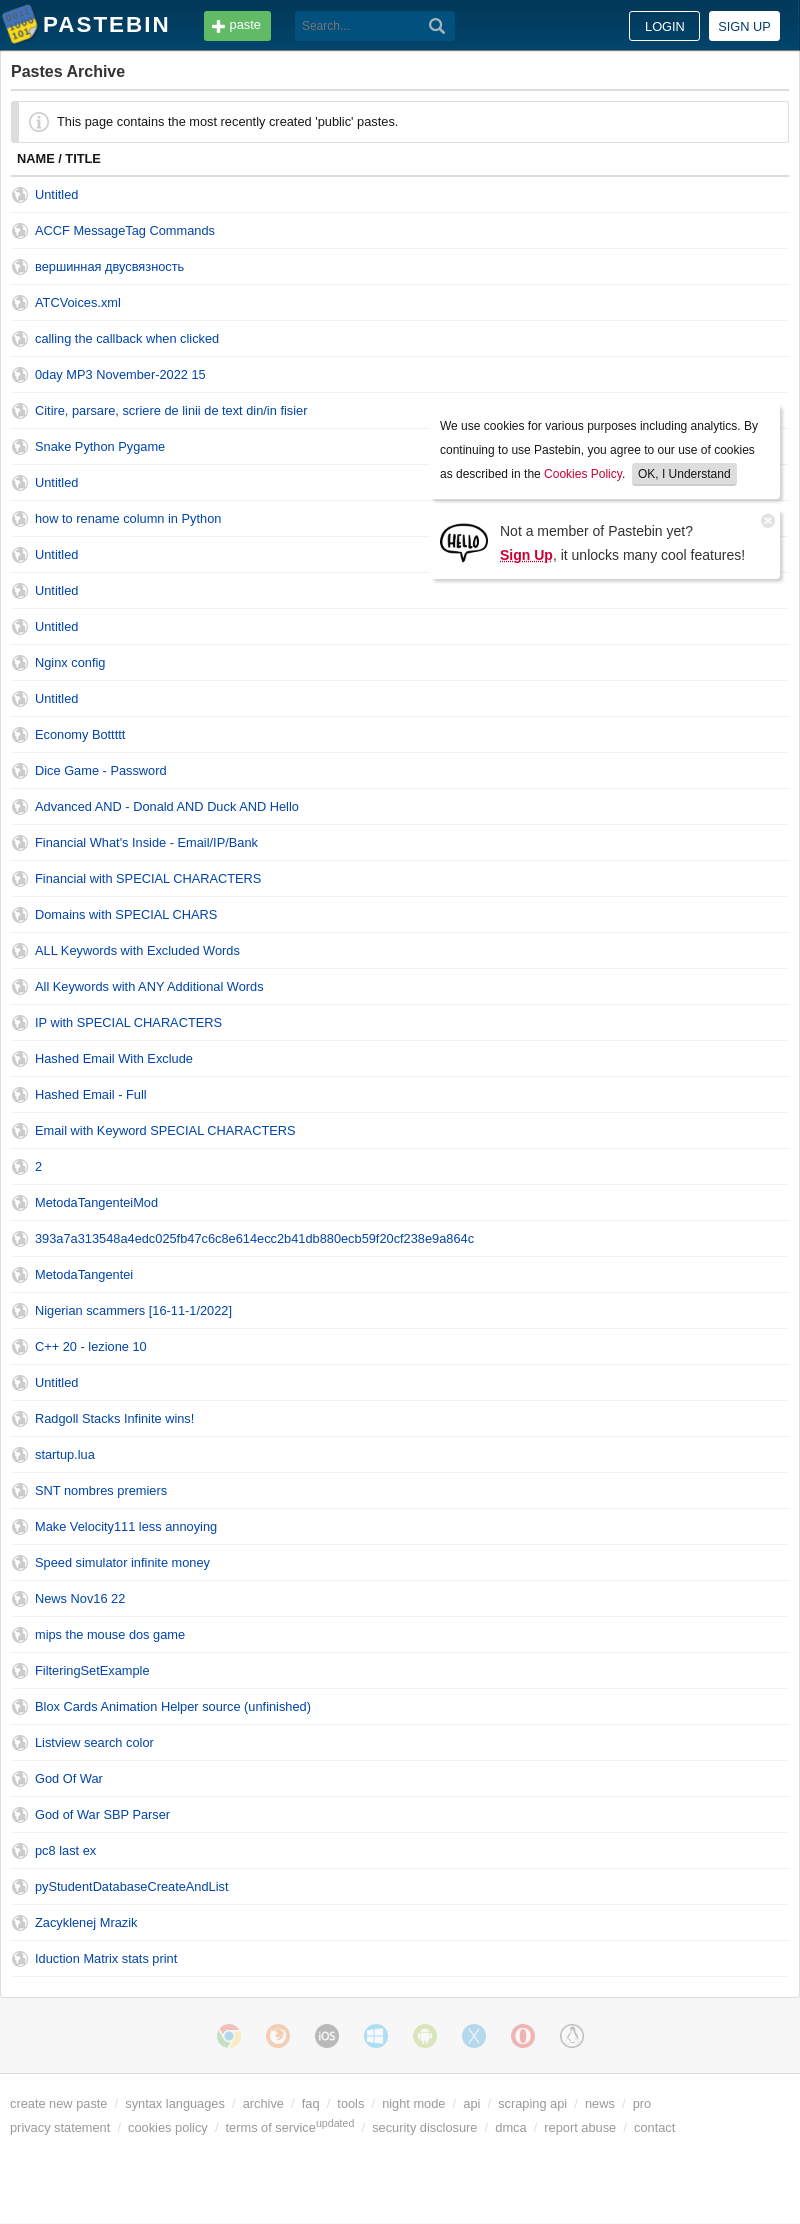 PASTEBIN paste Search... LOGIN SIGN UP
Pastes Archive
This page contains the most recently created 'public' pastes.
NAME / TITLE
Untitled
ACCF MessageTag Commands
вершинная двусвязность
ATCVoices.xml
calling the callback when clicked
0day MP3 November-2022 15
Citire, parsare, scriere de linii de text din/in fisier
Snake Python Pygame
Untitled
how to rename column in Python
Untitled
Untitled
Untitled
Nginx config
Untitled
Economy Bottttt
Dice Game - Password
Advanced AND - Donald AND Duck AND Hello
Financial What's Inside - Email/IP/Bank
Financial with SPECIAL CHARACTERS
Domains with SPECIAL CHARS
ALL Keywords with Excluded Words
All Keywords with ANY Additional Words
IP with SPECIAL CHARACTERS
Hashed Email With Exclude
Hashed Email - Full
Email with Keyword SPECIAL CHARACTERS
2
MetodaTangenteiMod
393a7a313548a4edc025fb47c6c8e614ecc2b41db880ecb59f20cf238e9a864c
MetodaTangentei
Nigerian scammers [16-11-1/2022]
C++ 20 - lezione 10
Untitled
Radgoll Stacks Infinite wins!
startup.lua
SNT nombres premiers
Make Velocity111 less annoying
Speed simulator infinite money
News Nov16 22
mips the mouse dos game
FilteringSetExample
Blox Cards Animation Helper source (unfinished)
Listview search color
God Of War
God of War SBP Parser
pc8 last ex
pyStudentDatabaseCreateAndList
Zacyklenej Mrazik
Iduction Matrix stats print
We use cookies for various purposes including analytics. By
continuing to use Pastebin, you agree to our use of cookies
as described in the Cookies Policy. OK, I Understand
HELLO
Not a member of Pastebin yet?
Sign Up, it unlocks many cool features!
iOS
create new paste / syntax languages / archive / faq / tools / night mode / api / scraping api / news / pro
privacy statement / cookies policy / terms of serviceupdated / security disclosure / dmca / report abuse / contact